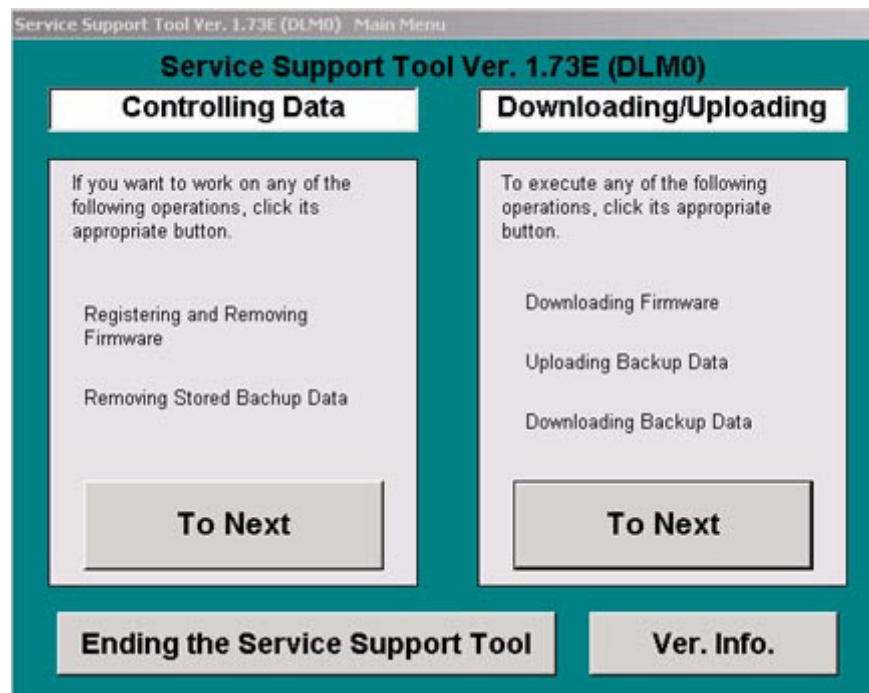 Service Support Tool Ver. 1.73E (DLM0)   Main Menu
Service Support Tool Ver. 1.73E (DLM0)
Controlling Data
If you want to work on any of the
following operations, click its
appropriate button.
Registering and Removing
Firmware
Removing Stored Bachup Data
To Next
Downloading/Uploading
To execute any of the following
operations, click its appropriate
button.
Downloading Firmware
Uploading Backup Data
Downloading Backup Data
To Next
Ending the Service Support Tool
Ver. Info.